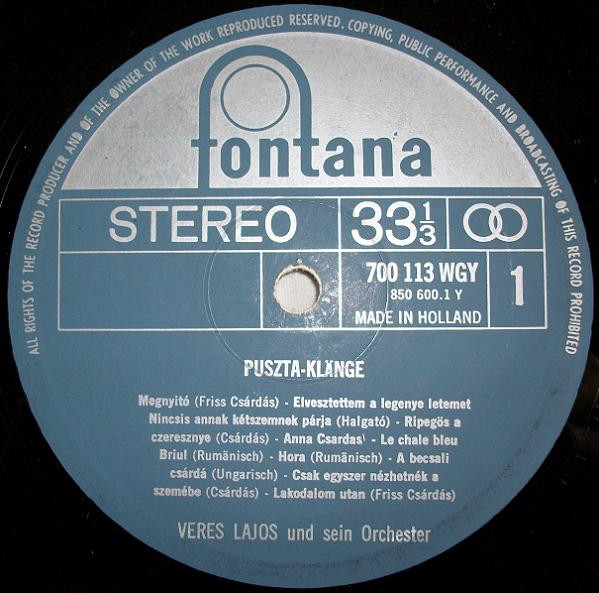 ALL RIGHTS OF THE RECORD PRODUCER AND OF THE OWNER OF THE WORK REPRODUCED RESERVED. COPYING, PUBLIC PERFORMANCE AND BROADCASTING OF THIS RECORD PROHIBITED
fontana
STEREO 33 1/3
700 113 WGY
850 600.1 Y
MADE IN HOLLAND
1
PUSZTA-KLÄNGE
Megnyitó (Friss Csárdás) - Elvesztettem a legenye letemet
Nincsis annak kétszemnek párja (Halgató) - Ripegös a
czeresznye (Csárdás) - Anna Csardas - Le chale bleu
Briul (Rumänisch) - Hora (Rumänisch) - A becsali
csárdá (Ungarisch) - Csak egyszer nézhetnék a
szemébe (Csárdás) - Lakodalom utan (Friss Csárdás)
VERES LAJOS und sein Orchester